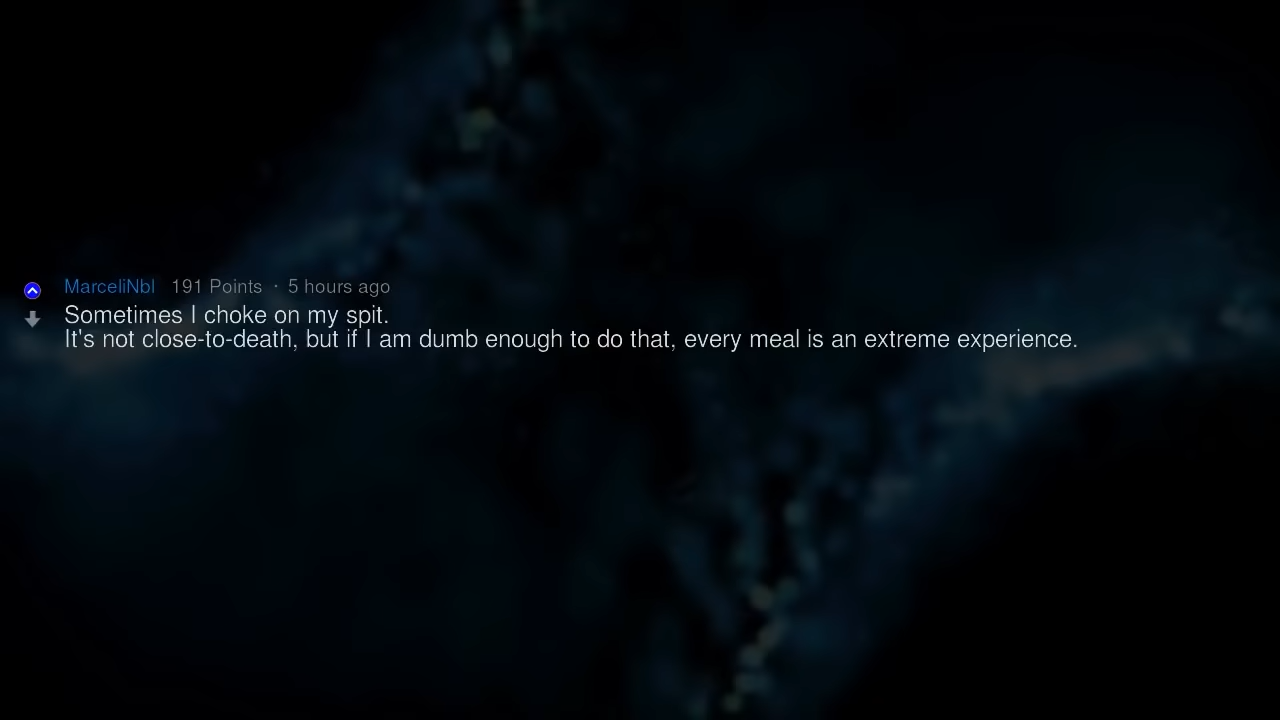 MarceliNbl 191 Points · 5 hours ago
Sometimes I choke on my spit.
It's not close-to-death, but if I am dumb enough to do that, every meal is an extreme experience.